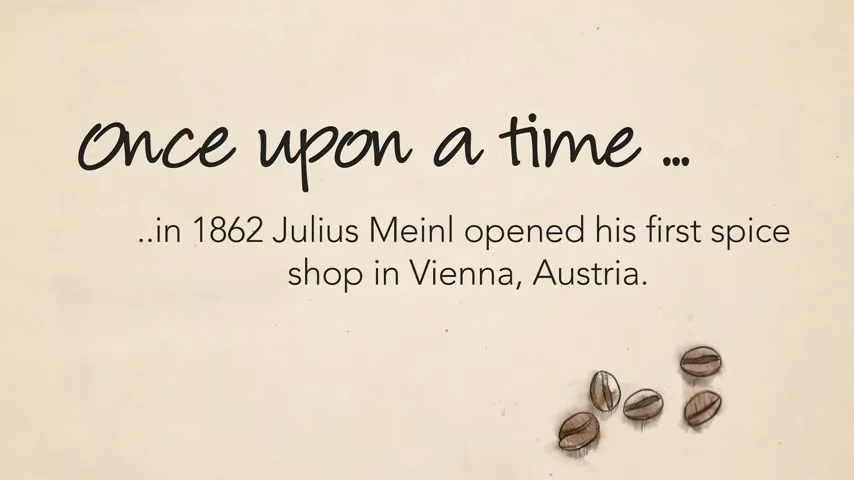 Once upon a time ...
..in 1862 Julius Meinl opened his first spice
shop in Vienna, Austria.